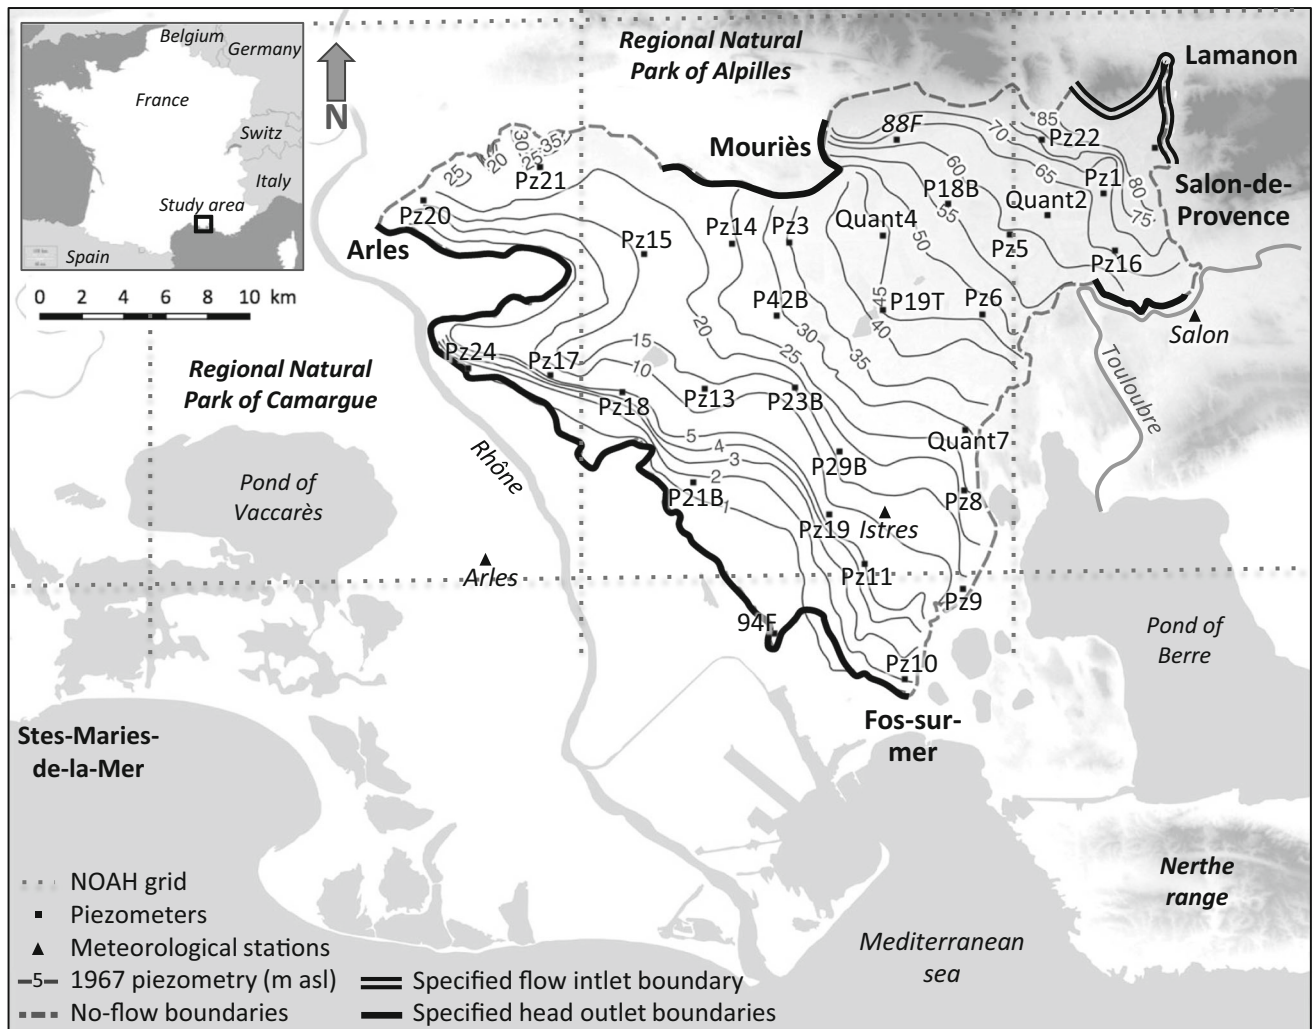 Belgium
Germany
France
Switz
Italy
Study area
Spain
N
0 2 4 6 8 10 km
Regional Natural
Park of Alpilles
Lamanon
Mouriès
Salon-de-
Provence
Arles
88F
85
70
Pz22
65
Pz1
80
75
60
P18B
55
Quant2
Quant4
50
Pz5
Pz16
30
35
25
20
25
Pz21
Pz20
Pz15
Pz14
Pz3
P42B
45
P19T
Pz6
40
20
30
25
35
15
10
Pz24
Pz17
Pz18
Pz13
P23B
Quant7
5
4
3
2
1
P29B
P21B
Pz8
Pz19
Istres
Pz11
Pz9
94F
Pz10
Salon
Touloubre
Regional Natural
Park of Camargue
Pond of
Vaccarès
Rhône
Arles
Pond of
Berre
Fos-sur-
mer
Stes-Maries-
de-la-Mer
Nerthe
range
Mediterranean
sea
NOAH grid
Piezometers
Meteorological stations
5 1967 piezometry (m asl)
No-flow boundaries
Specified flow intlet boundary
Specified head outlet boundaries